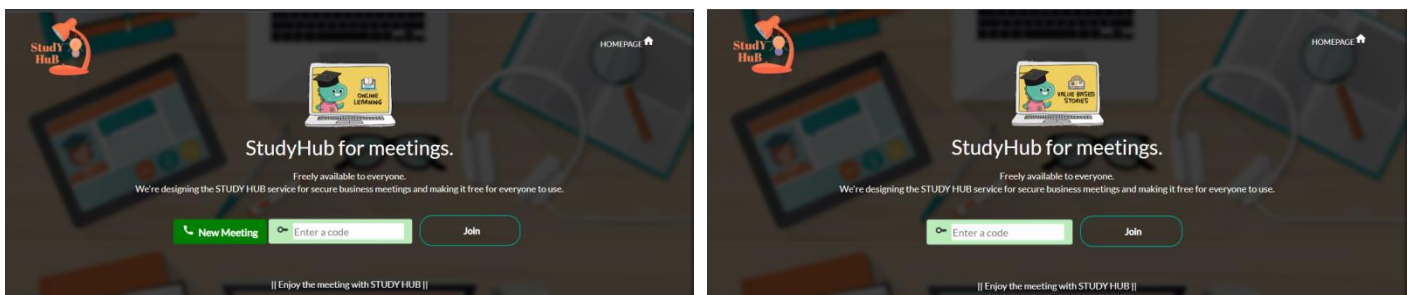 StudY
HuB
HOMEPAGE
ONLINE
LEARNING
StudyHub for meetings.
Freely available to everyone.
We're designing the STUDY HUB service for secure business meetings and making it free for everyone to use.
New Meeting
Enter a code
Join
|| Enjoy the meeting with STUDY HUB ||
StudY
HuB
HOMEPAGE
VALUE BASED
STORIES
StudyHub for meetings.
Freely available to everyone.
We're designing the STUDY HUB service for secure business meetings and making it free for everyone to use.
Enter a code
Join
|| Enjoy the meeting with STUDY HUB ||